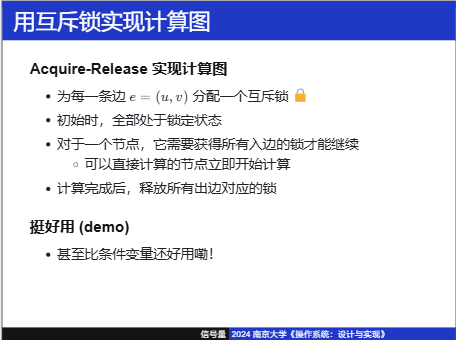 用互斥锁实现计算图
Acquire-Release 实现计算图
• 为每一条边 e = (u, v) 分配一个互斥锁 🔒
• 初始时，全部处于锁定状态
• 对于一个节点，它需要获得所有入边的锁才能继续
◦ 可以直接计算的节点立即开始计算
• 计算完成后，释放所有出边对应的锁
挺好用 (demo)
• 甚至比条件变量还好用嘞！
信号量 2024 南京大学《操作系统：设计与实现》